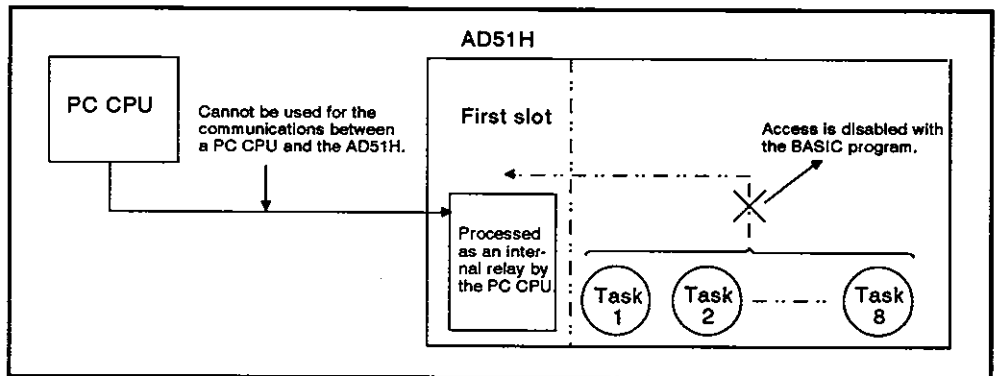 AD51H
PC CPU
Cannot be used for the
communications between
a PC CPU and the AD51H.
First slot
Access is disabled with
the BASIC program.
Processed
as an inter-
nal relay by
the PC CPU.
Task
1
Task
2
Task
8